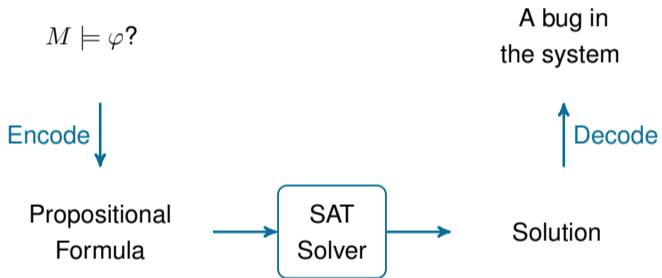 M ⊨ φ?
A bug in
the system
Encode
Decode
Propositional
Formula
SAT
Solver
Solution